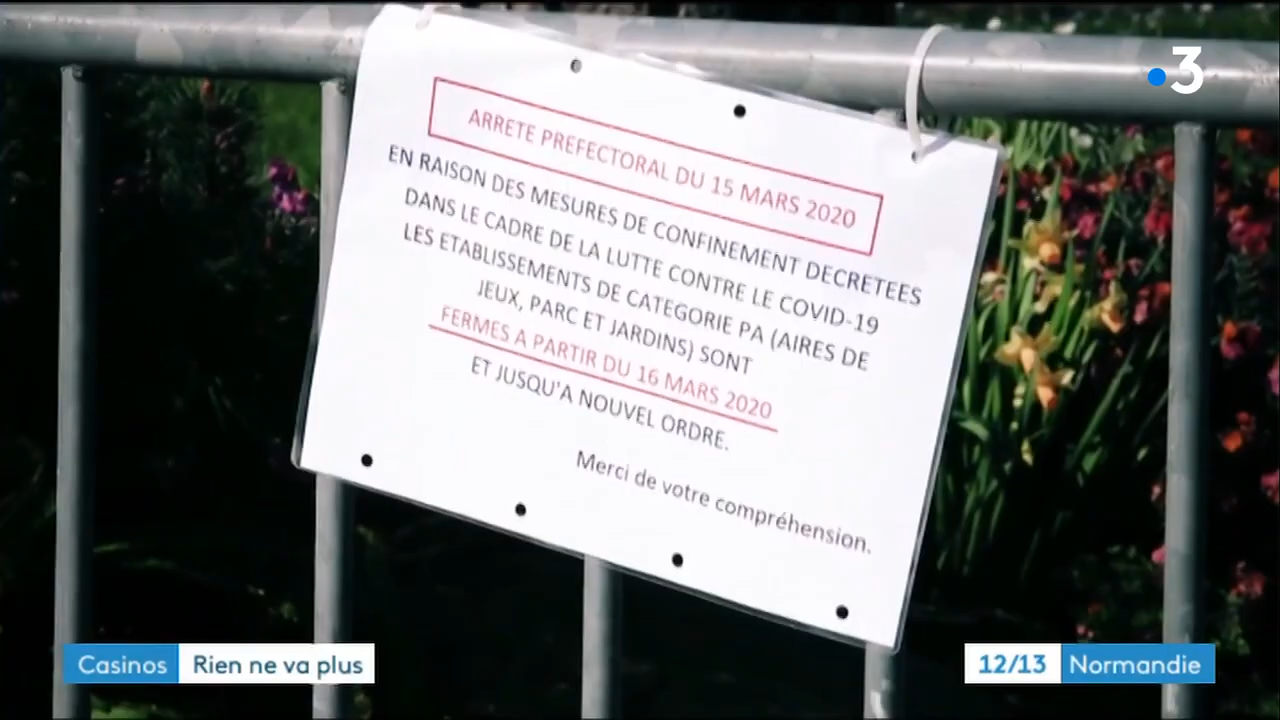 3
ARRETE PREFECTORAL DU 15 MARS 2020
EN RAISON DES MESURES DE CONFINEMENT DECRETEES
DANS LE CADRE DE LA LUTTE CONTRE LE COVID-19
LES ETABLISSEMENTS DE CATEGORIE PA (AIRES DE
JEUX, PARC ET JARDINS) SONT
FERMES A PARTIR DU 16 MARS 2020
ET JUSQU'A NOUVEL ORDRE.
Merci de votre compréhension.
Casinos Rien ne va plus
12/13 Normandie